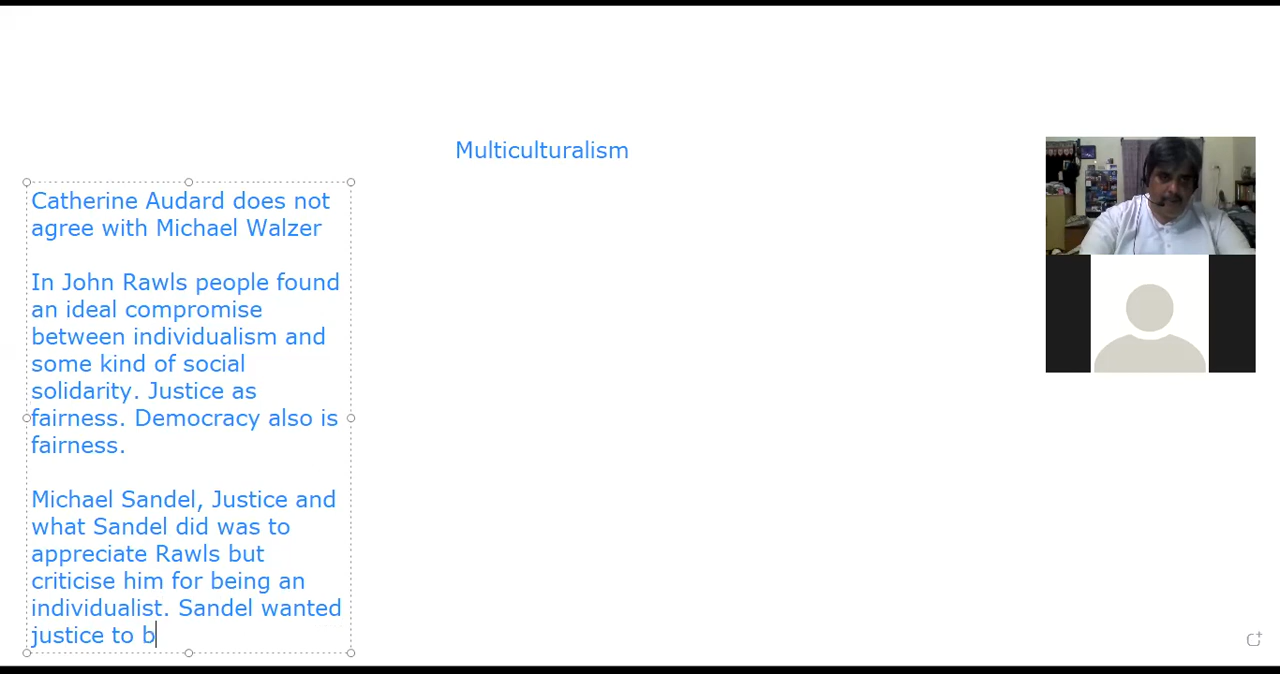 Multiculturalism
Catherine Audard does not
agree with Michael Walzer
In John Rawls people found
an ideal compromise
between individualism and
some kind of social
solidarity. Justice as
fairness. Democracy also is
fairness.
Michael Sandel, Justice and
what Sandel did was to
appreciate Rawls but
criticise him for being an
individualist. Sandel wanted
justice to b